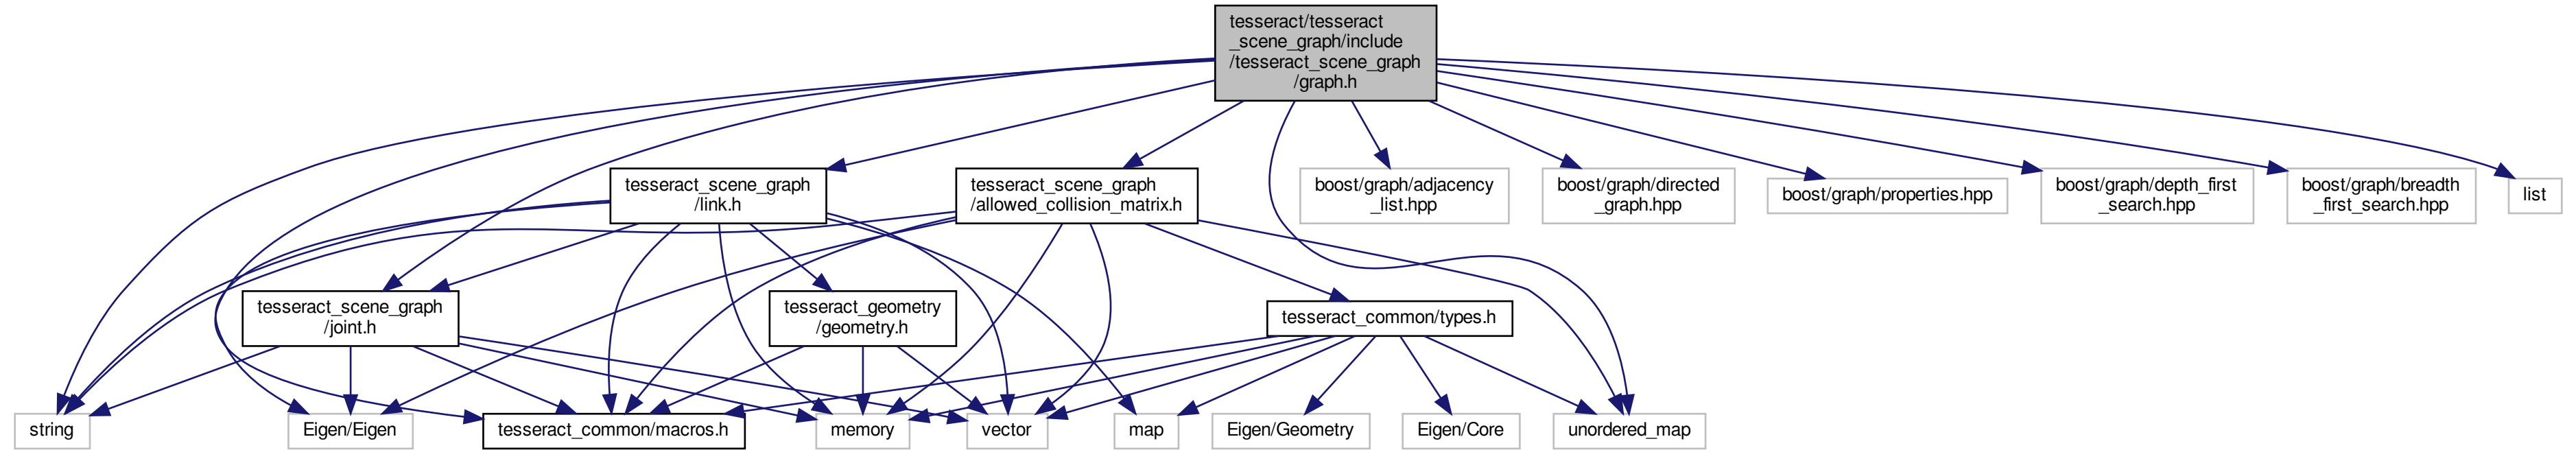 tesseract/tesseract
_scene_graph/include
/tesseract_scene_graph
/graph.h
tesseract_scene_graph
/link.h
tesseract_scene_graph
/allowed_collision_matrix.h
boost/graph/adjacency
_list.hpp
boost/graph/directed
_graph.hpp
boost/graph/properties.hpp
boost/graph/depth_first
_search.hpp
boost/graph/breadth
_first_search.hpp
list
tesseract_scene_graph
/joint.h
tesseract_geometry
/geometry.h
tesseract_common/types.h
string
Eigen/Eigen
tesseract_common/macros.h
memory
vector
map
Eigen/Geometry
Eigen/Core
unordered_map